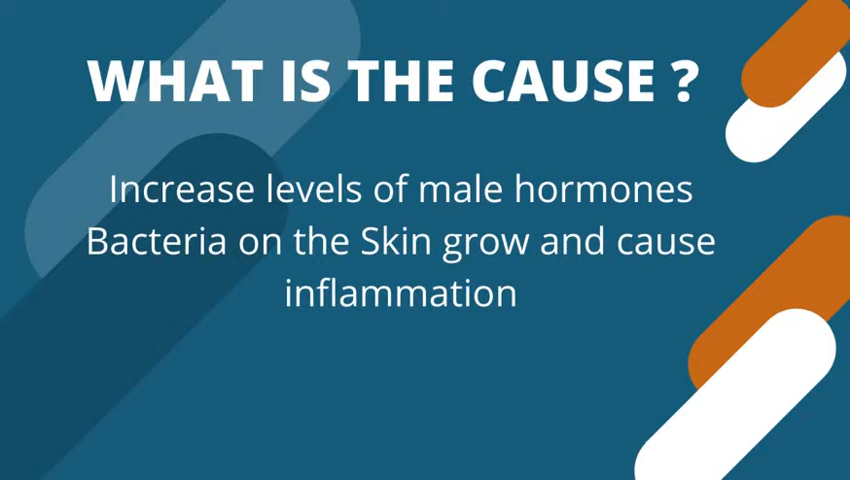 WHAT IS THE CAUSE ?
Increase levels of male hormones
Bacteria on the Skin grow and cause
inflammation